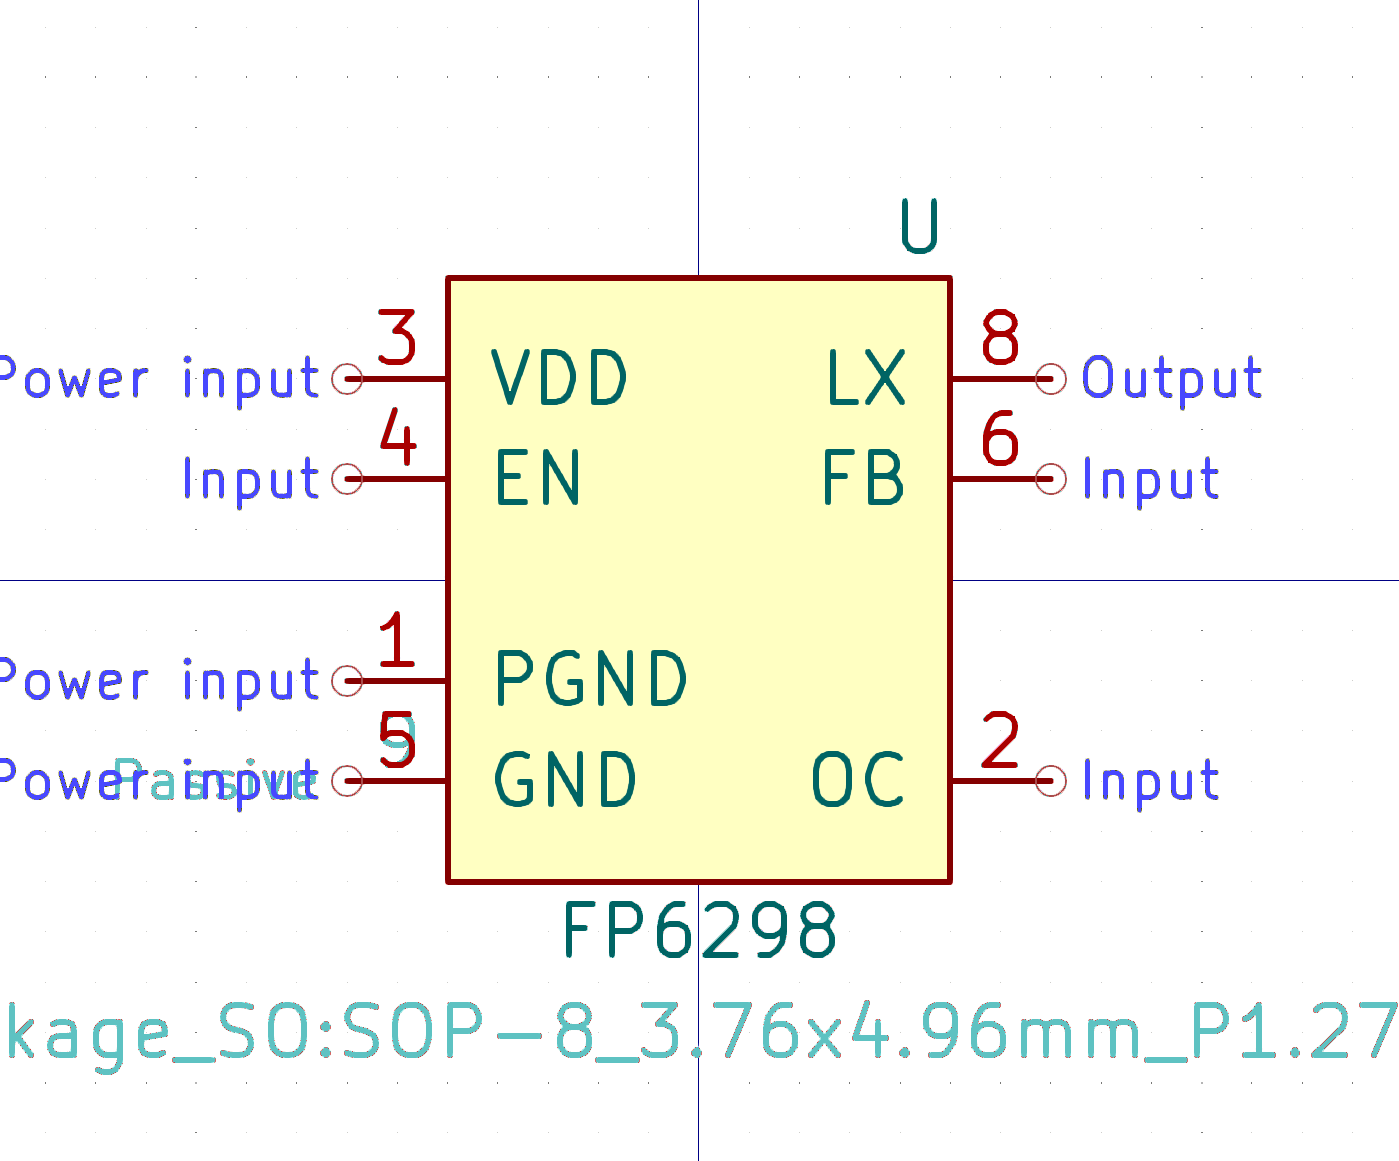 U
3
8
Power input
VDD
LX
Output
4
6
Input
EN
FB
Input
1
Power input
PGND
5
9
2
Power input
Passive
GND
OC
Input
FP6298
kage_SO:SOP-8_3.76x4.96mm_P1.27